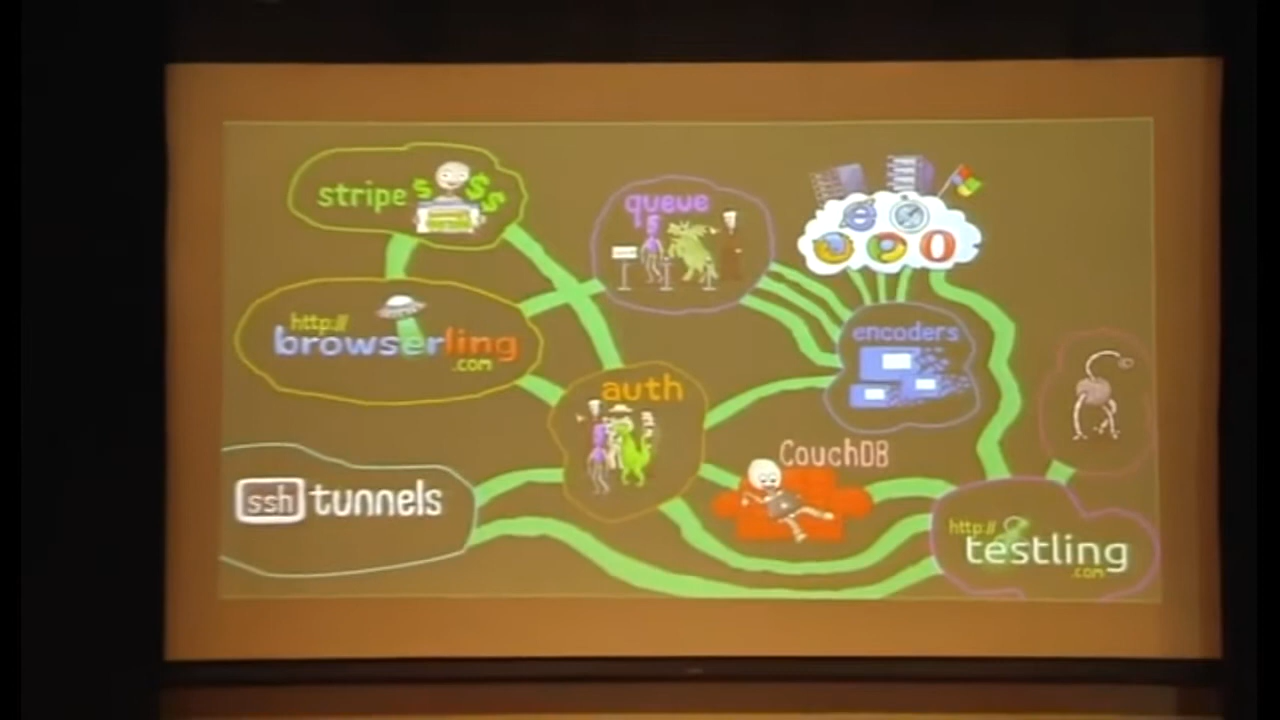 stripe $ $ $
queue
http://
browserling
.com
encoders
auth
CouchDB
ssh tunnels
http://
testling
.com